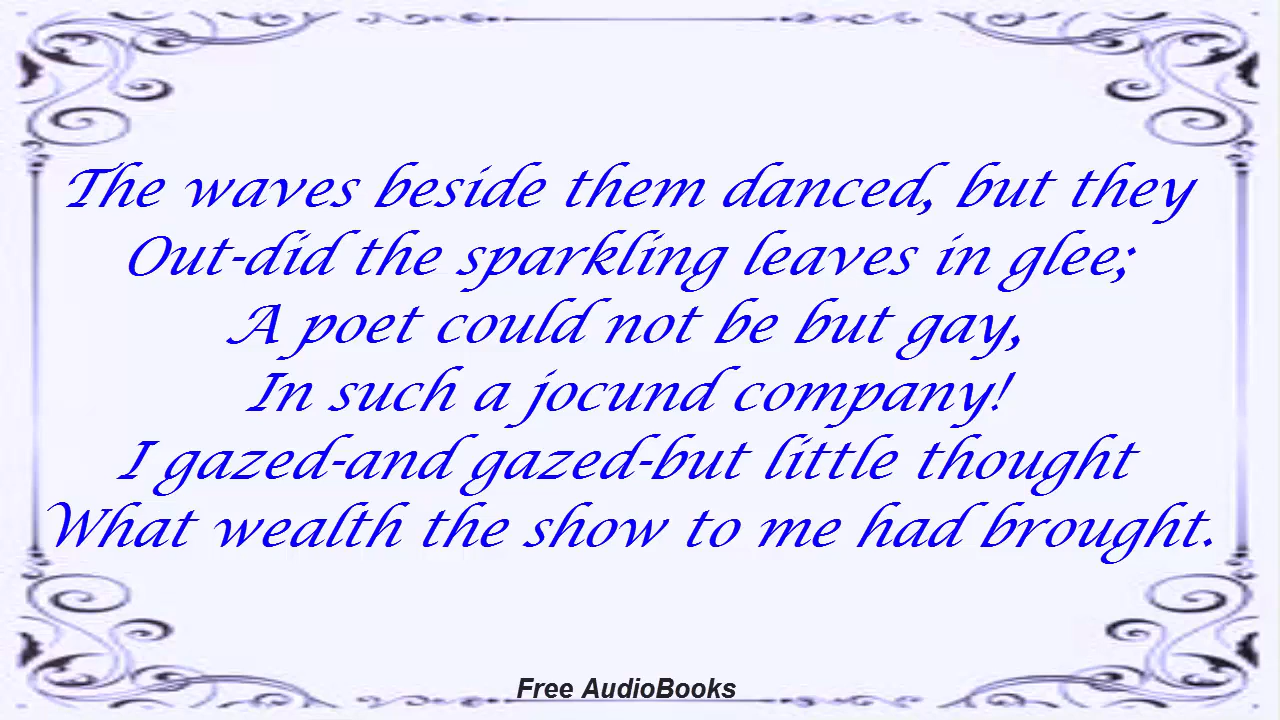 The waves beside them danced, but they
Out-did the sparkling leaves in glee;
A poet could not be but gay,
In such a jocund company!
I gazed-and gazed-but little thought
What wealth the show to me had brought.
Free AudioBooks